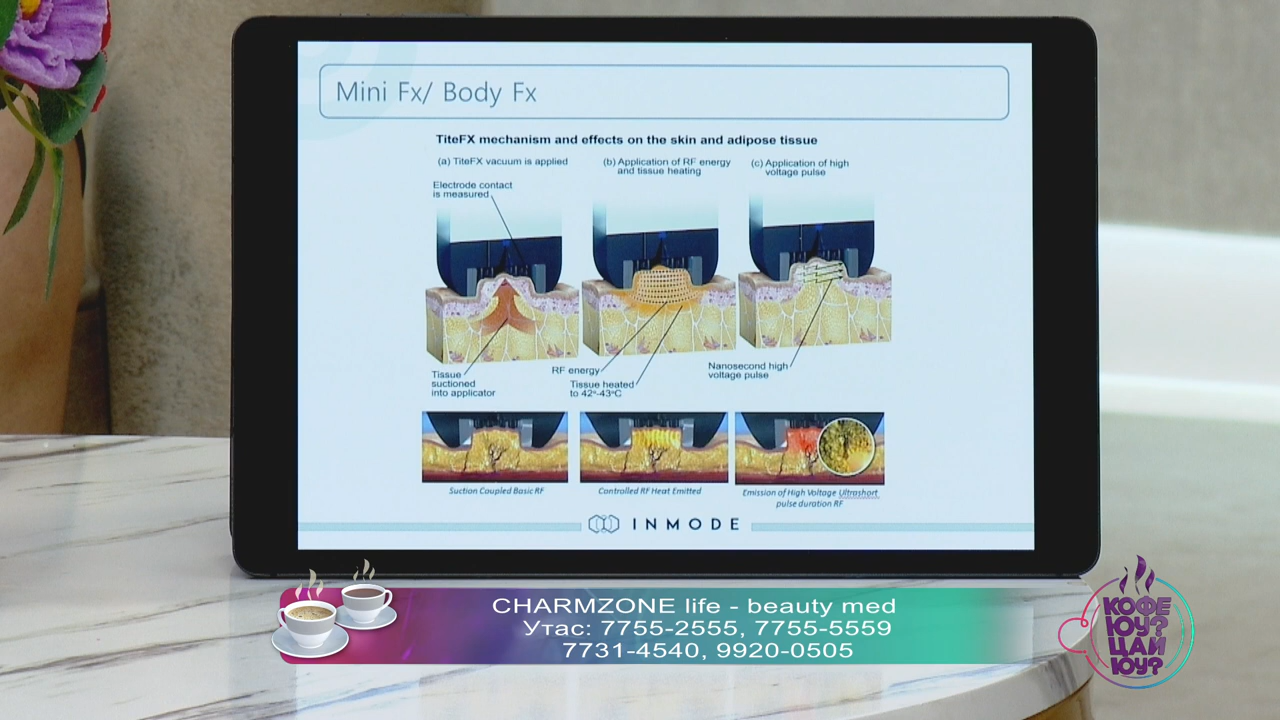 Mini Fx/ Body Fx
TiteFX mechanism and effects on the skin and adipose tissue
(a) TiteFX vacuum is applied
(b) Application of RF energy
and tissue heating
(c) Application of high
voltage pulse
Electrode contact
is measured
Tissue
suctioned
into applicator
RF energy
Tissue heated
to 42º-43ºC
Nanosecond high
voltage pulse
Suction Coupled Basic RF
Controlled RF Heat Emitted
Emission of High Voltage Ultrashort
pulse duration RF
INMODE
CHARMZONE life - beauty med
Утас: 7755-2555, 7755-5559
7731-4540, 9920-0505
КОФЕ
ЮУ?
ЦАЙ
ЮУ?